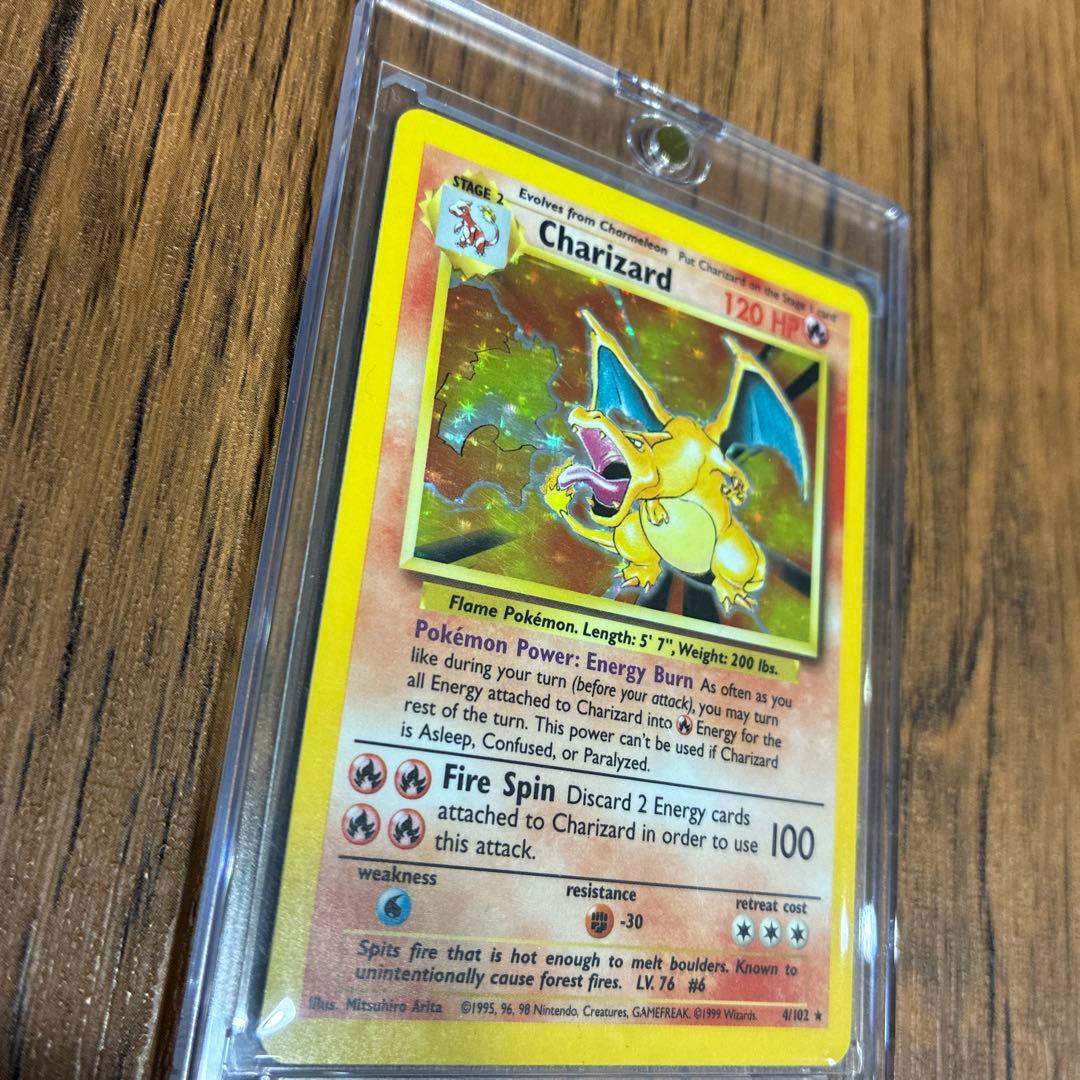 STAGE 2
Evolves from Charmeleon
Put Charizard on the Stage 1 card
Charizard
120 HP
Flame Pokémon. Length: 5' 7", Weight: 200 lbs.
Pokémon Power: Energy Burn As often as you
like during your turn (before your attack), you may turn
all Energy attached to Charizard into Energy for the
rest of the turn. This power can't be used if Charizard
is Asleep, Confused, or Paralyzed.
Fire Spin Discard 2 Energy cards
attached to Charizard in order to use
this attack.
100
weakness
resistance
retreat cost
-30
Spits fire that is hot enough to melt boulders. Known to
unintentionally cause forest fires. LV. 76 #6
Illus. Mitsuhiro Arita ©1995, 96, 98 Nintendo, Creatures, GAMEFREAK. ©1999 Wizards. 4/102 ★